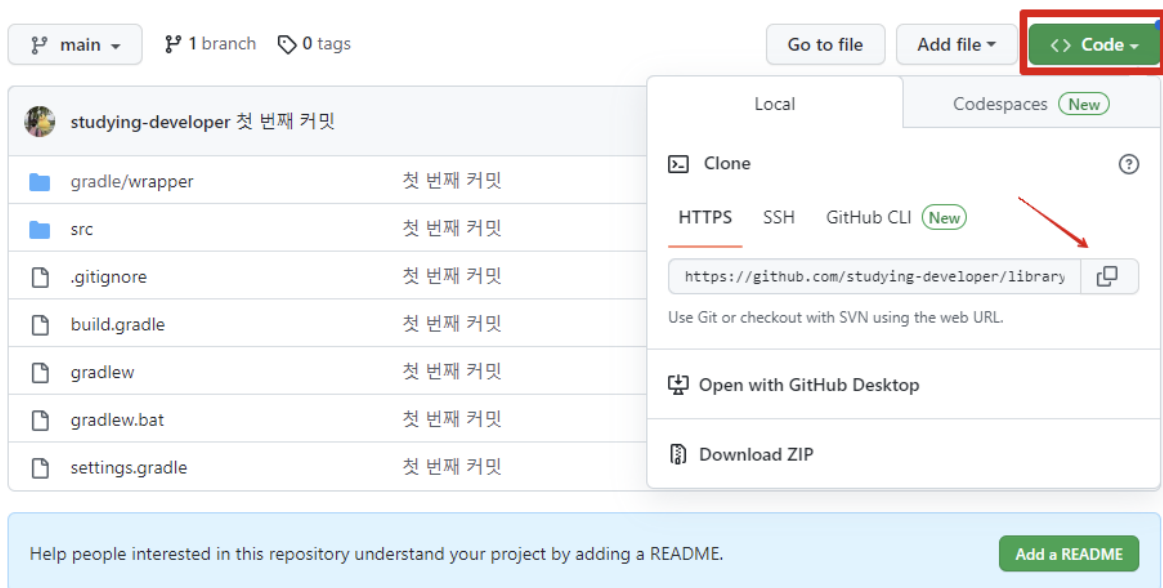 main 1 branch 0 tags Go to file Add file <> Code
Local Codespaces New
studying-developer 첫 번째 커밋
Clone
gradle/wrapper 첫 번째 커밋
HTTPS SSH GitHub CLI New
src 첫 번째 커밋
.gitignore 첫 번째 커밋
https://github.com/studying-developer/library
Use Git or checkout with SVN using the web URL.
build.gradle 첫 번째 커밋
gradlew 첫 번째 커밋
Open with GitHub Desktop
gradlew.bat 첫 번째 커밋
Download ZIP
settings.gradle 첫 번째 커밋
Help people interested in this repository understand your project by adding a README. Add a README